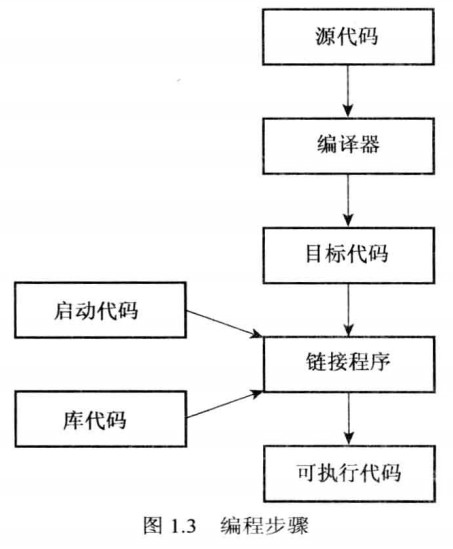 源代码
编译器
目标代码
启动代码
链接程序
库代码
可执行代码
图 1.3 编程步骤